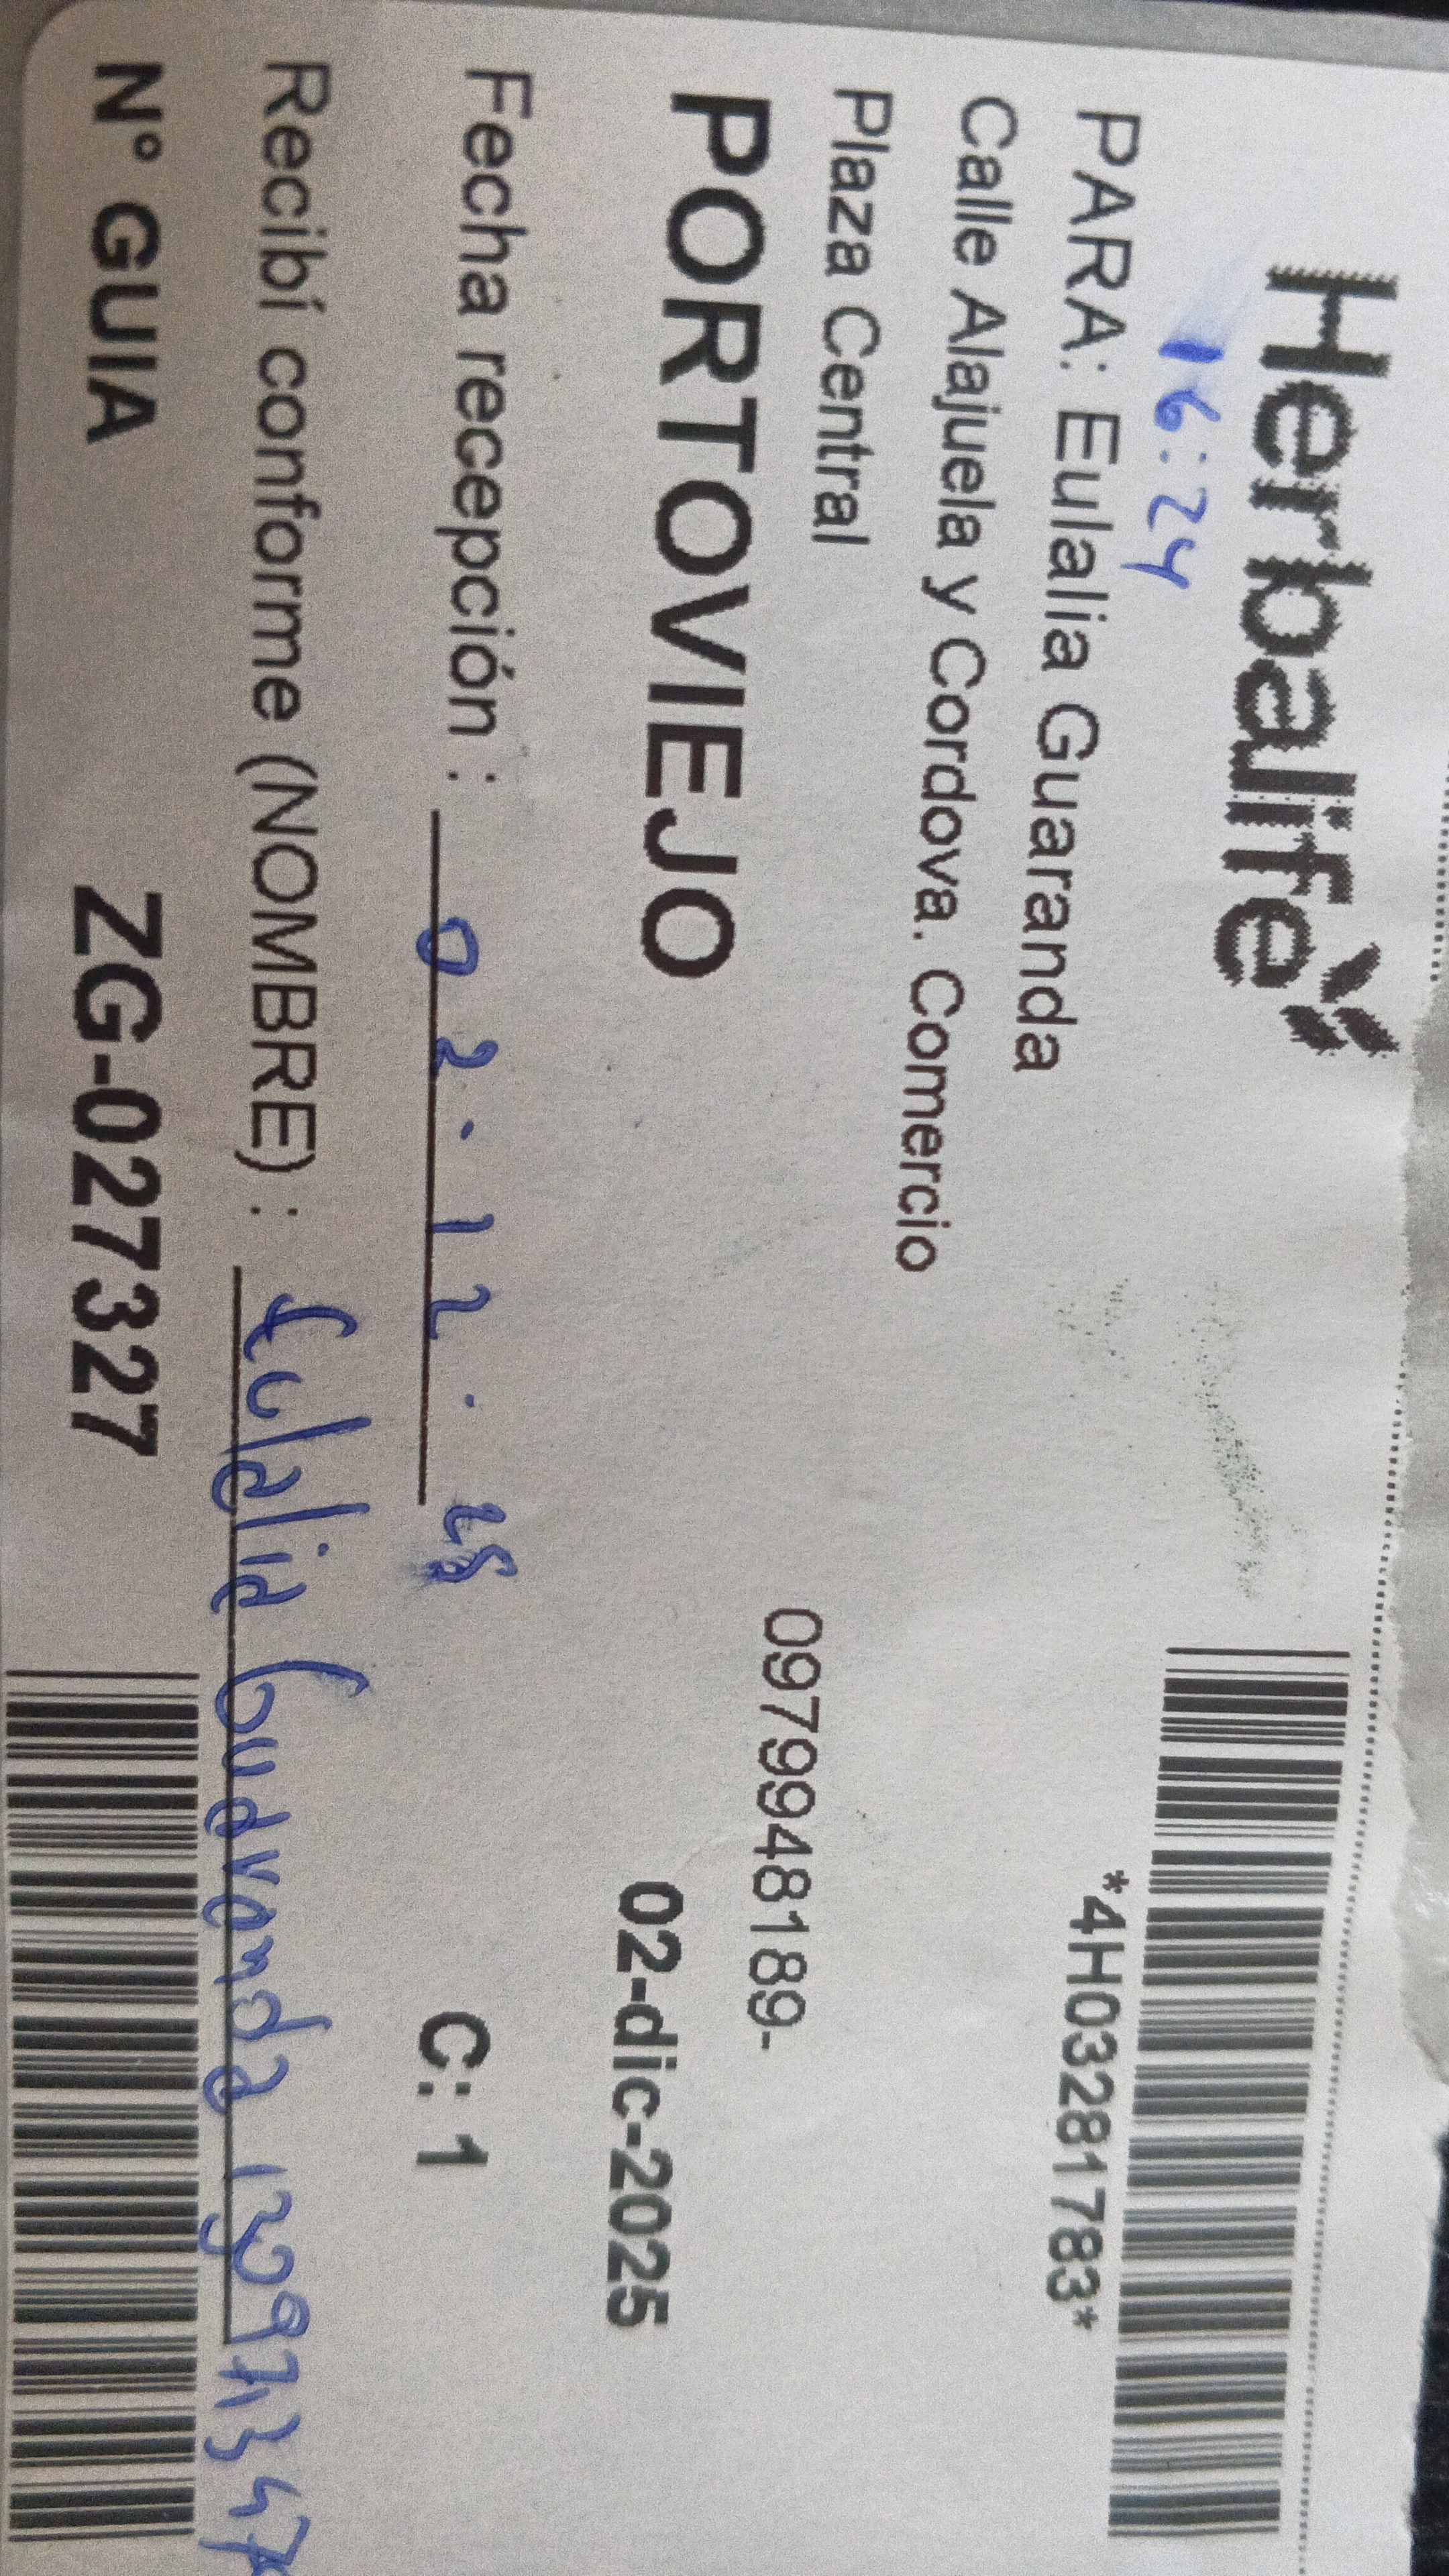 Herbalife
16:24
PARA: Eulalia Guaranda
*4H03281783*
Calle Alajuela y Cordova. Comercio
Plaza Central
0979948189-
PORTOVIEJO
02-dic-2025
Fecha recepción : 02.12.25
C: 1
Recibí conforme (NOMBRE) : Eulalia Guaranda
N° GUIA ZG-027327